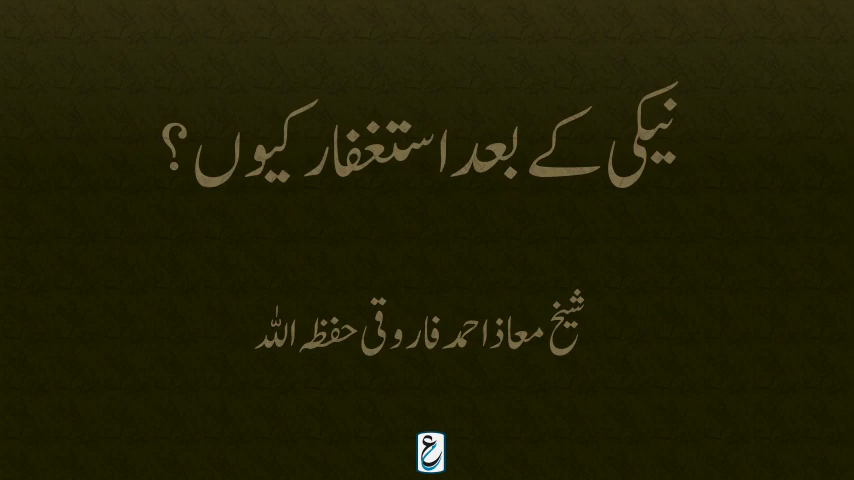 نیکی کے بعد استغفار کیوں؟
شیخ معاذ احمد فاروقی حفظہ اللہ
ع